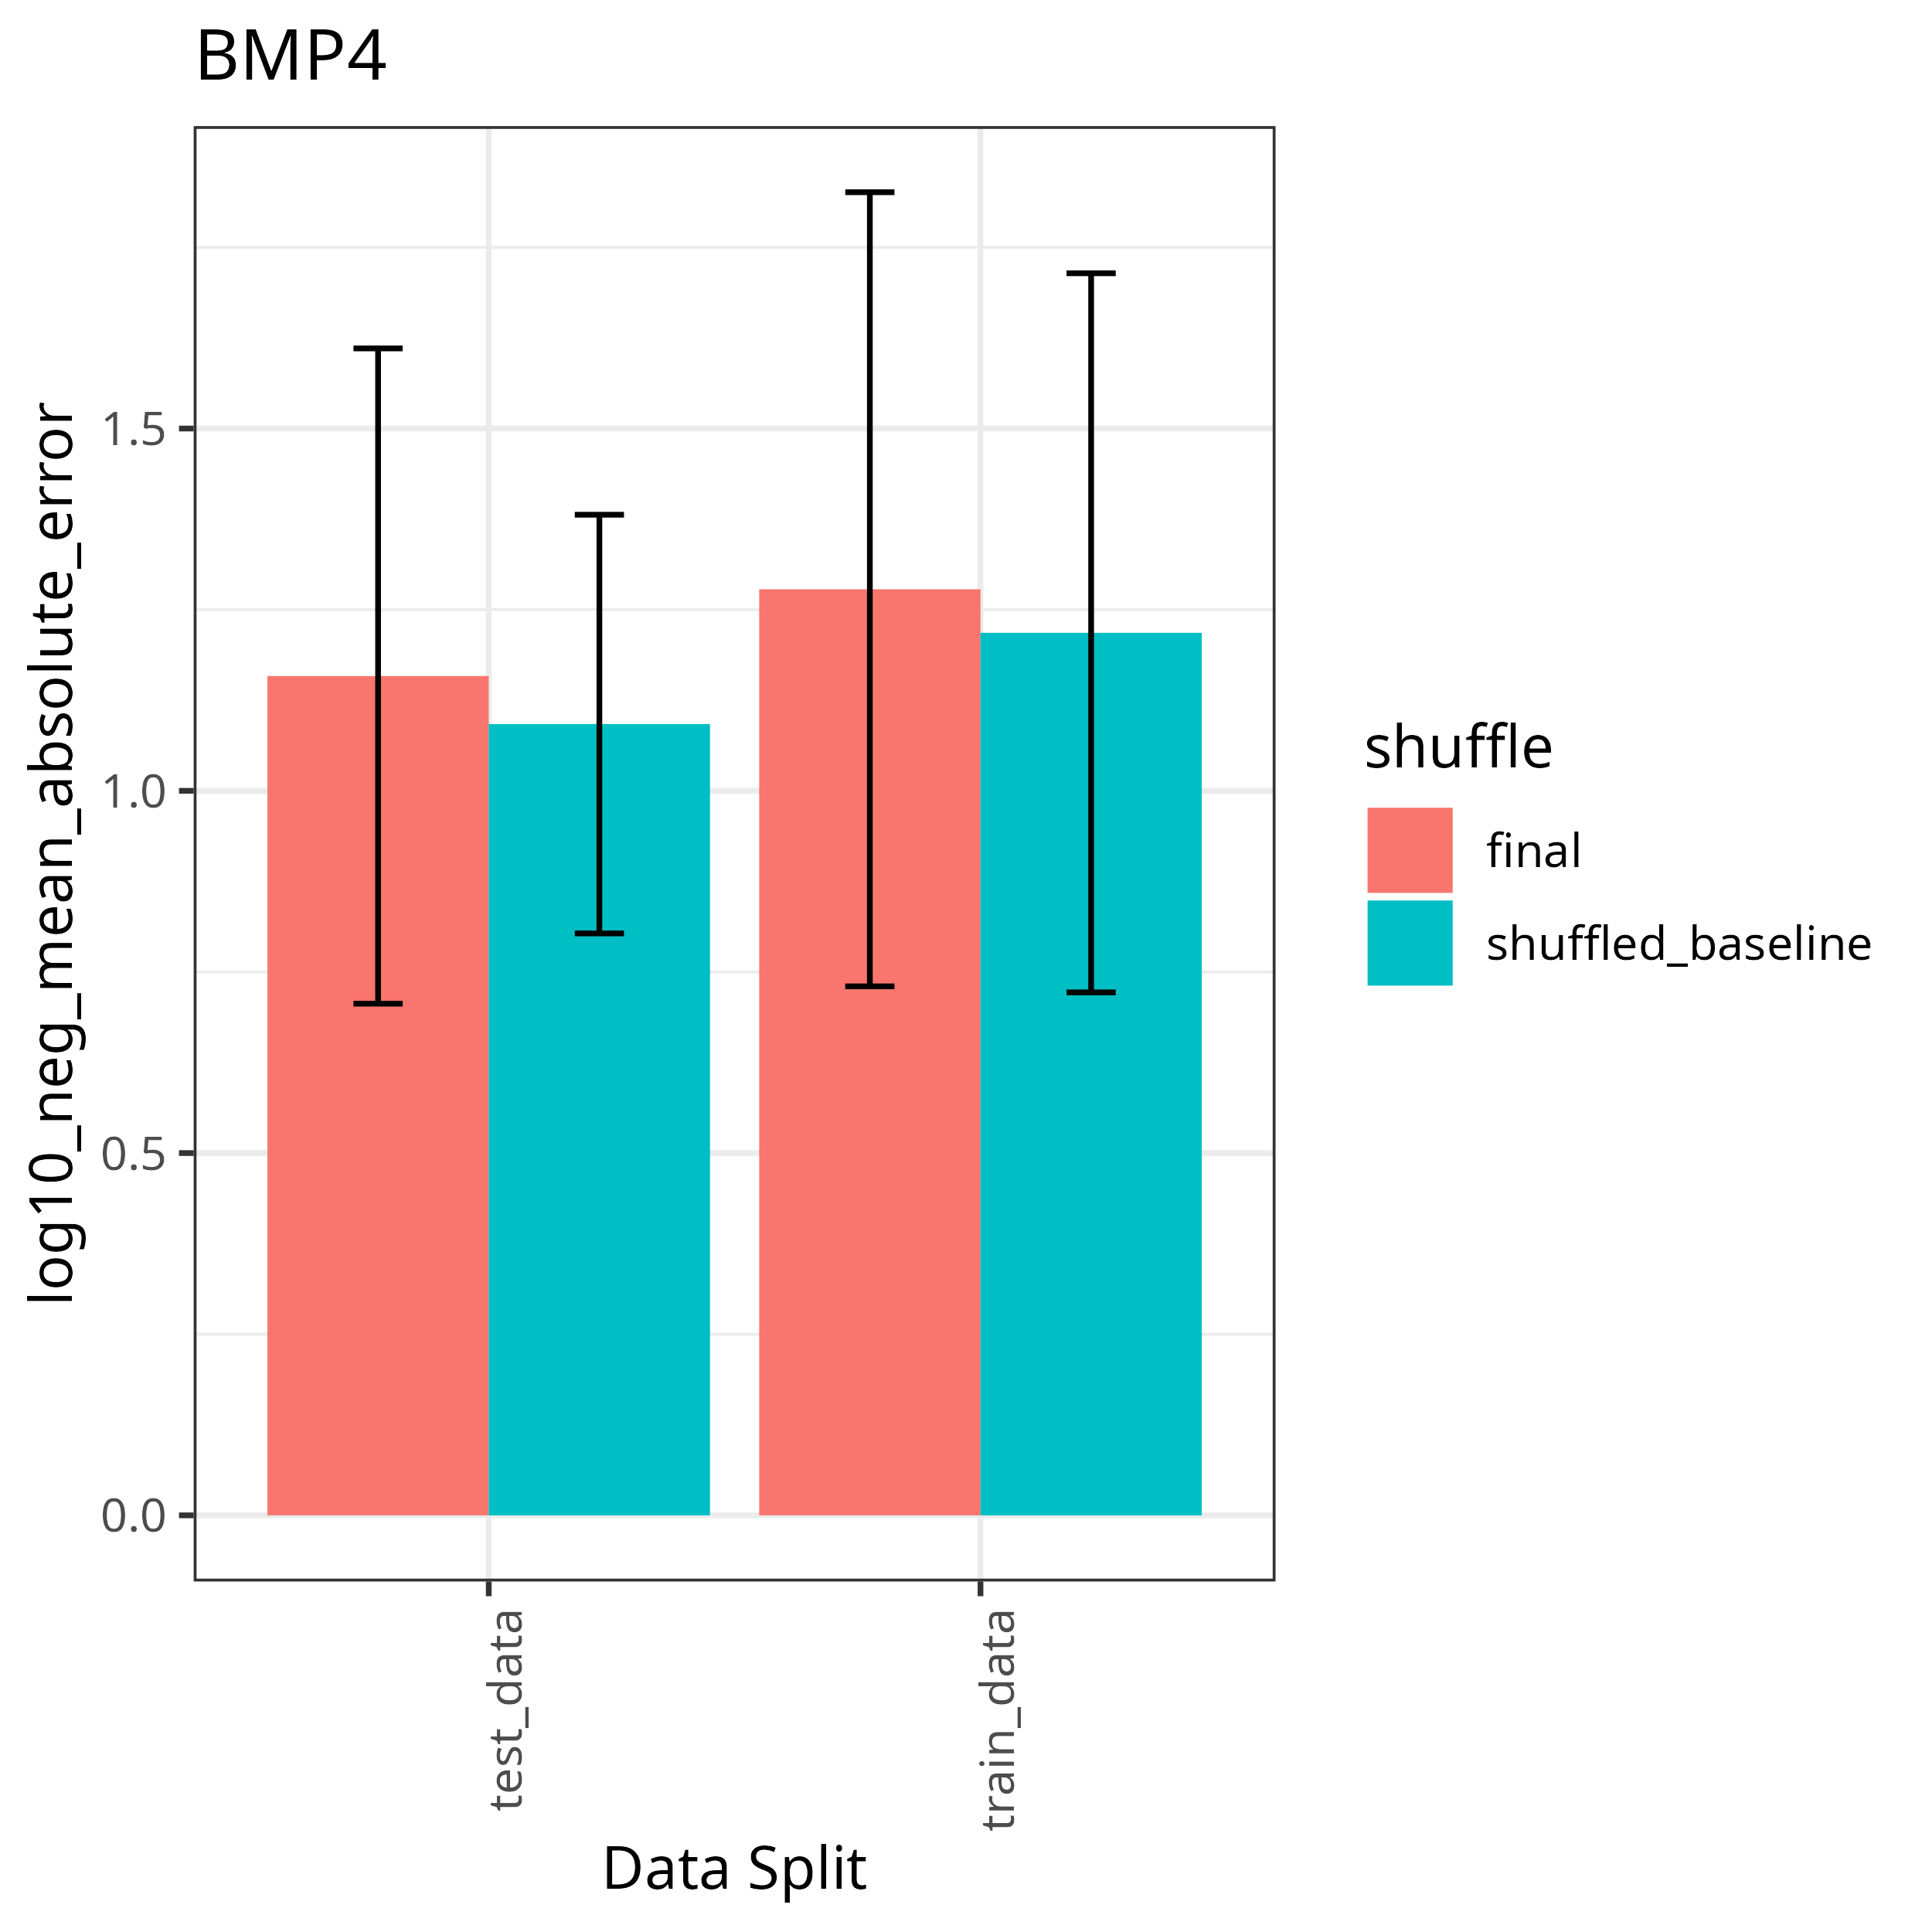 BMP4
log10_neg_mean_absolute_error
1.5
1.0
0.5
0.0
test_data
train_data
Data Split
shuffle
final
shuffled_baseline